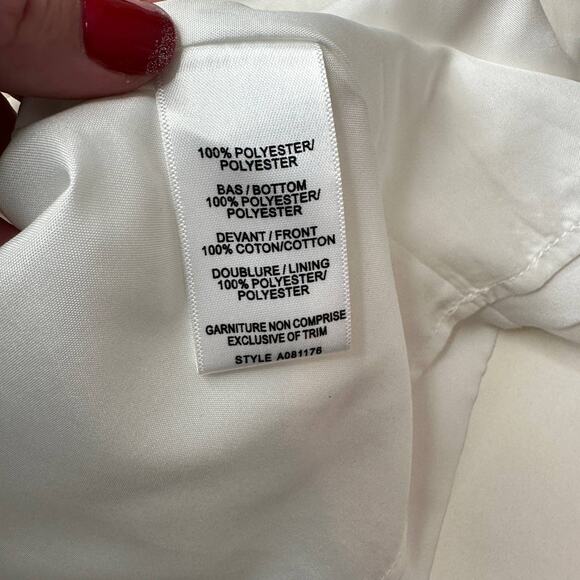 100% POLYESTER/
POLYESTER
BAS / BOTTOM
100% POLYESTER/
POLYESTER
DEVANT / FRONT
100% COTON/COTTON
DOUBLURE / LINING
100% POLYESTER/
POLYESTER
GARNITURE NON COMPRISE
EXCLUSIVE OF TRIM
STYLE A081176